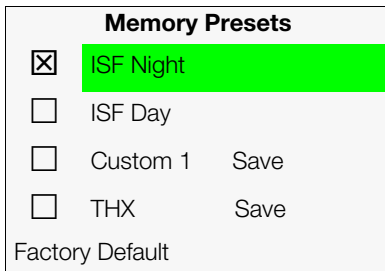 Memory Presets
☒ ISF Night
☐ ISF Day
☐ Custom 1 Save
☐ THX Save
Factory Default